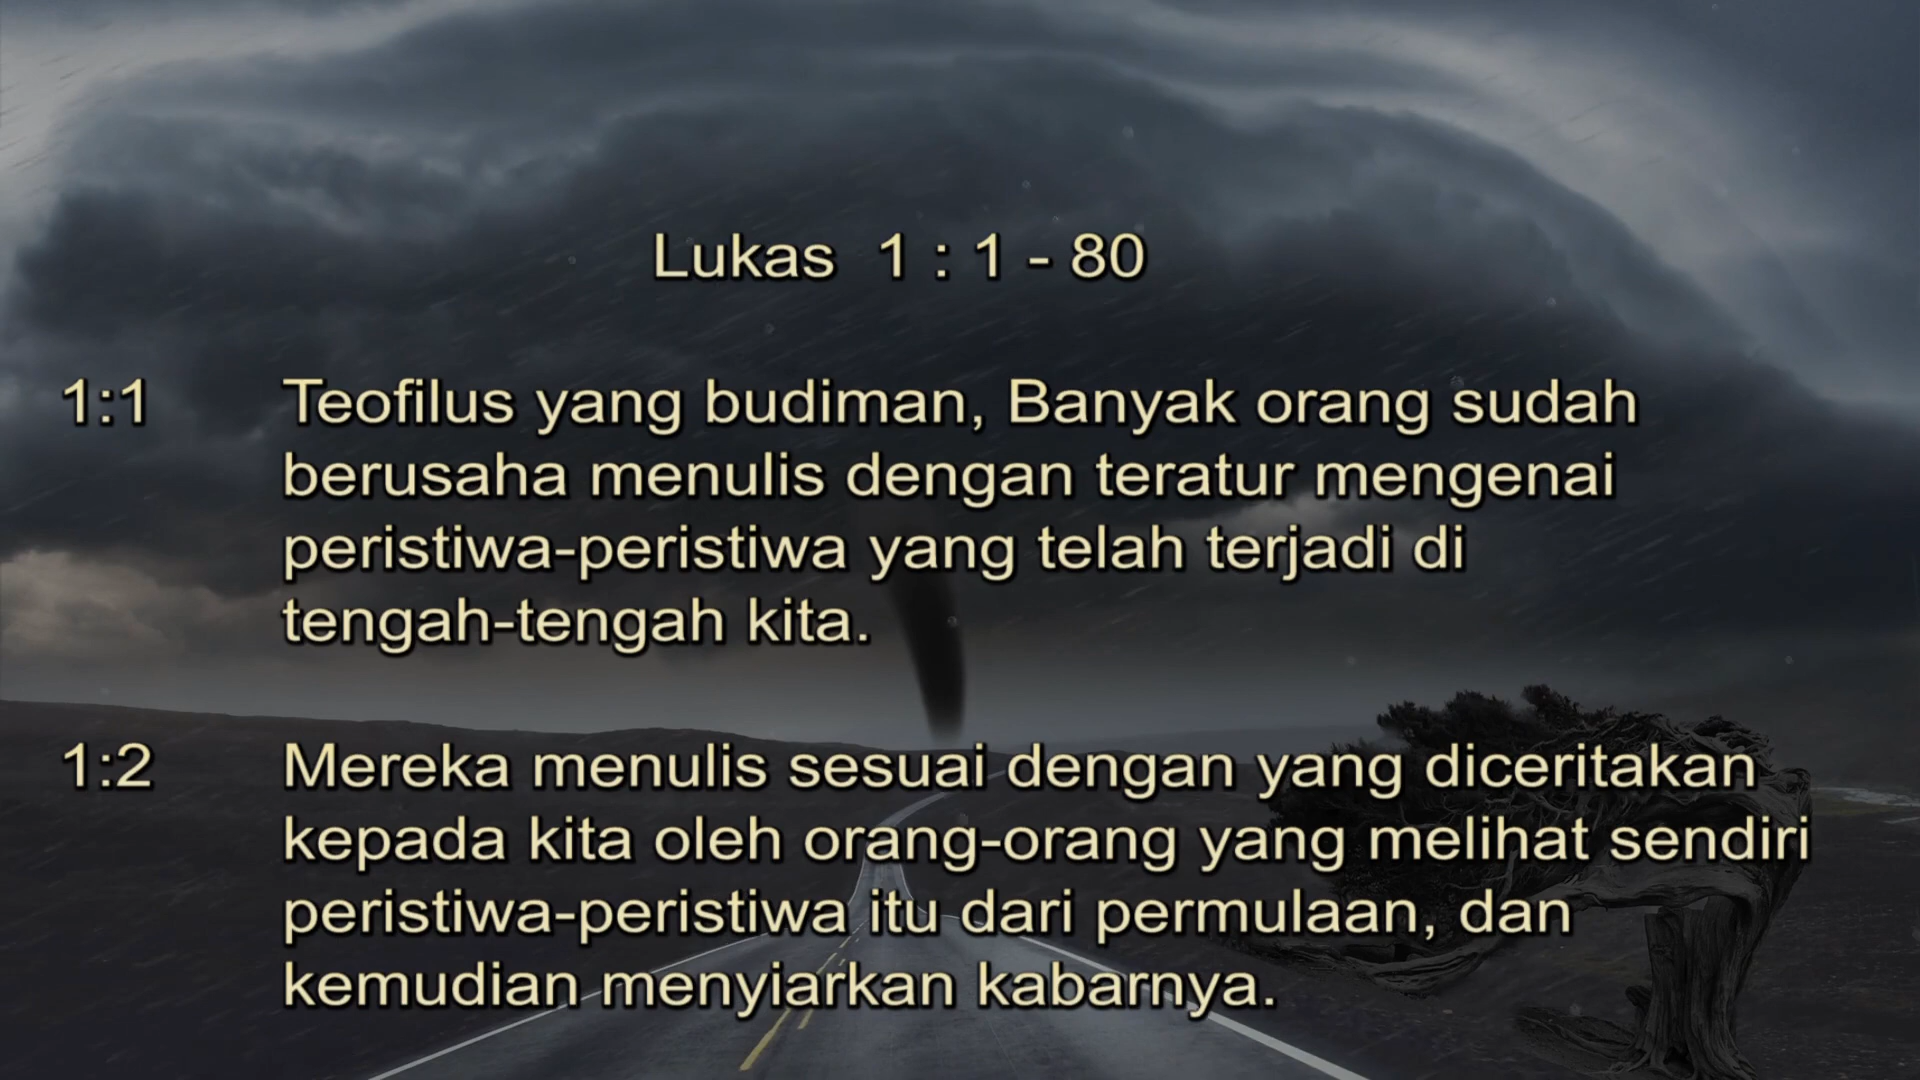 Lukas 1 : 1 - 80
1:1 Teofilus yang budiman, Banyak orang sudah
berusaha menulis dengan teratur mengenai
peristiwa-peristiwa yang telah terjadi di
tengah-tengah kita.
1:2 Mereka menulis sesuai dengan yang diceritakan
kepada kita oleh orang-orang yang melihat sendiri
peristiwa-peristiwa itu dari permulaan, dan
kemudian menyiarkan kabarnya.